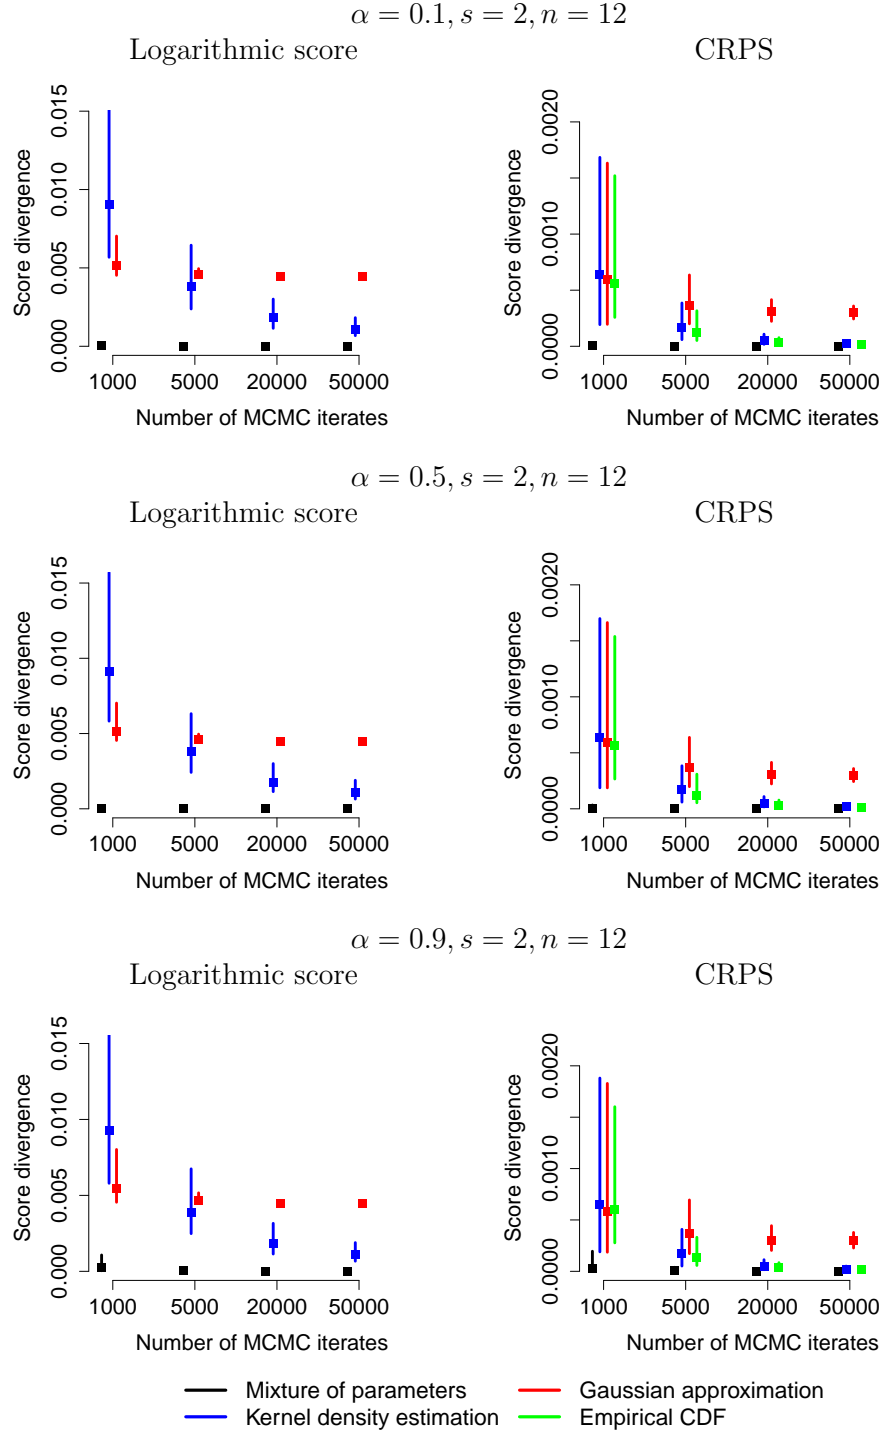 α = 0.1, s = 2, n = 12
Logarithmic score
CRPS
Score divergence
0.000 0.005 0.010 0.015
1000 5000 20000 50000
Number of MCMC iterates
Score divergence
0.0000 0.0010 0.0020
1000 5000 20000 50000
Number of MCMC iterates
α = 0.5, s = 2, n = 12
Logarithmic score
CRPS
Score divergence
0.000 0.005 0.010 0.015
1000 5000 20000 50000
Number of MCMC iterates
Score divergence
0.0000 0.0010 0.0020
1000 5000 20000 50000
Number of MCMC iterates
α = 0.9, s = 2, n = 12
Logarithmic score
CRPS
Score divergence
0.000 0.005 0.010 0.015
1000 5000 20000 50000
Number of MCMC iterates
Score divergence
0.0000 0.0010 0.0020
1000 5000 20000 50000
Number of MCMC iterates
Mixture of parameters
Kernel density estimation
Gaussian approximation
Empirical CDF